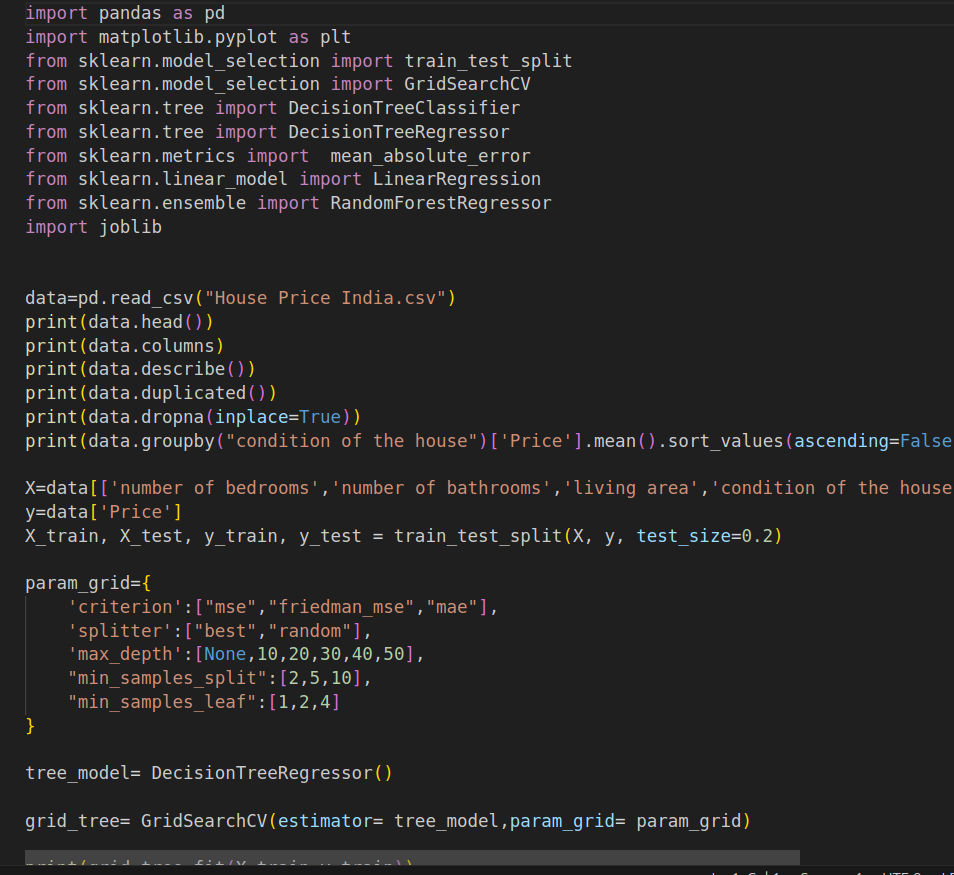 import pandas as pd
import matplotlib.pyplot as plt
from sklearn.model_selection import train_test_split
from sklearn.model_selection import GridSearchCV
from sklearn.tree import DecisionTreeClassifier
from sklearn.tree import DecisionTreeRegressor
from sklearn.metrics import  mean_absolute_error
from sklearn.linear_model import LinearRegression
from sklearn.ensemble import RandomForestRegressor
import joblib
data=pd.read_csv("House Price India.csv")
print(data.head())
print(data.columns)
print(data.describe())
print(data.duplicated())
print(data.dropna(inplace=True))
print(data.groupby("condition of the house")['Price'].mean().sort_values(ascending=False
X=data[['number of bedrooms','number of bathrooms','living area','condition of the house
y=data['Price']
X_train, X_test, y_train, y_test = train_test_split(X, y, test_size=0.2)
param_grid={
    'criterion':["mse","friedman_mse","mae"],
    'splitter':["best","random"],
    'max_depth':[None,10,20,30,40,50],
    "min_samples_split":[2,5,10],
    "min_samples_leaf":[1,2,4]
}
tree_model= DecisionTreeRegressor()
grid_tree= GridSearchCV(estimator= tree_model,param_grid= param_grid)
print(grid_tree.fit(X_train,y_train))